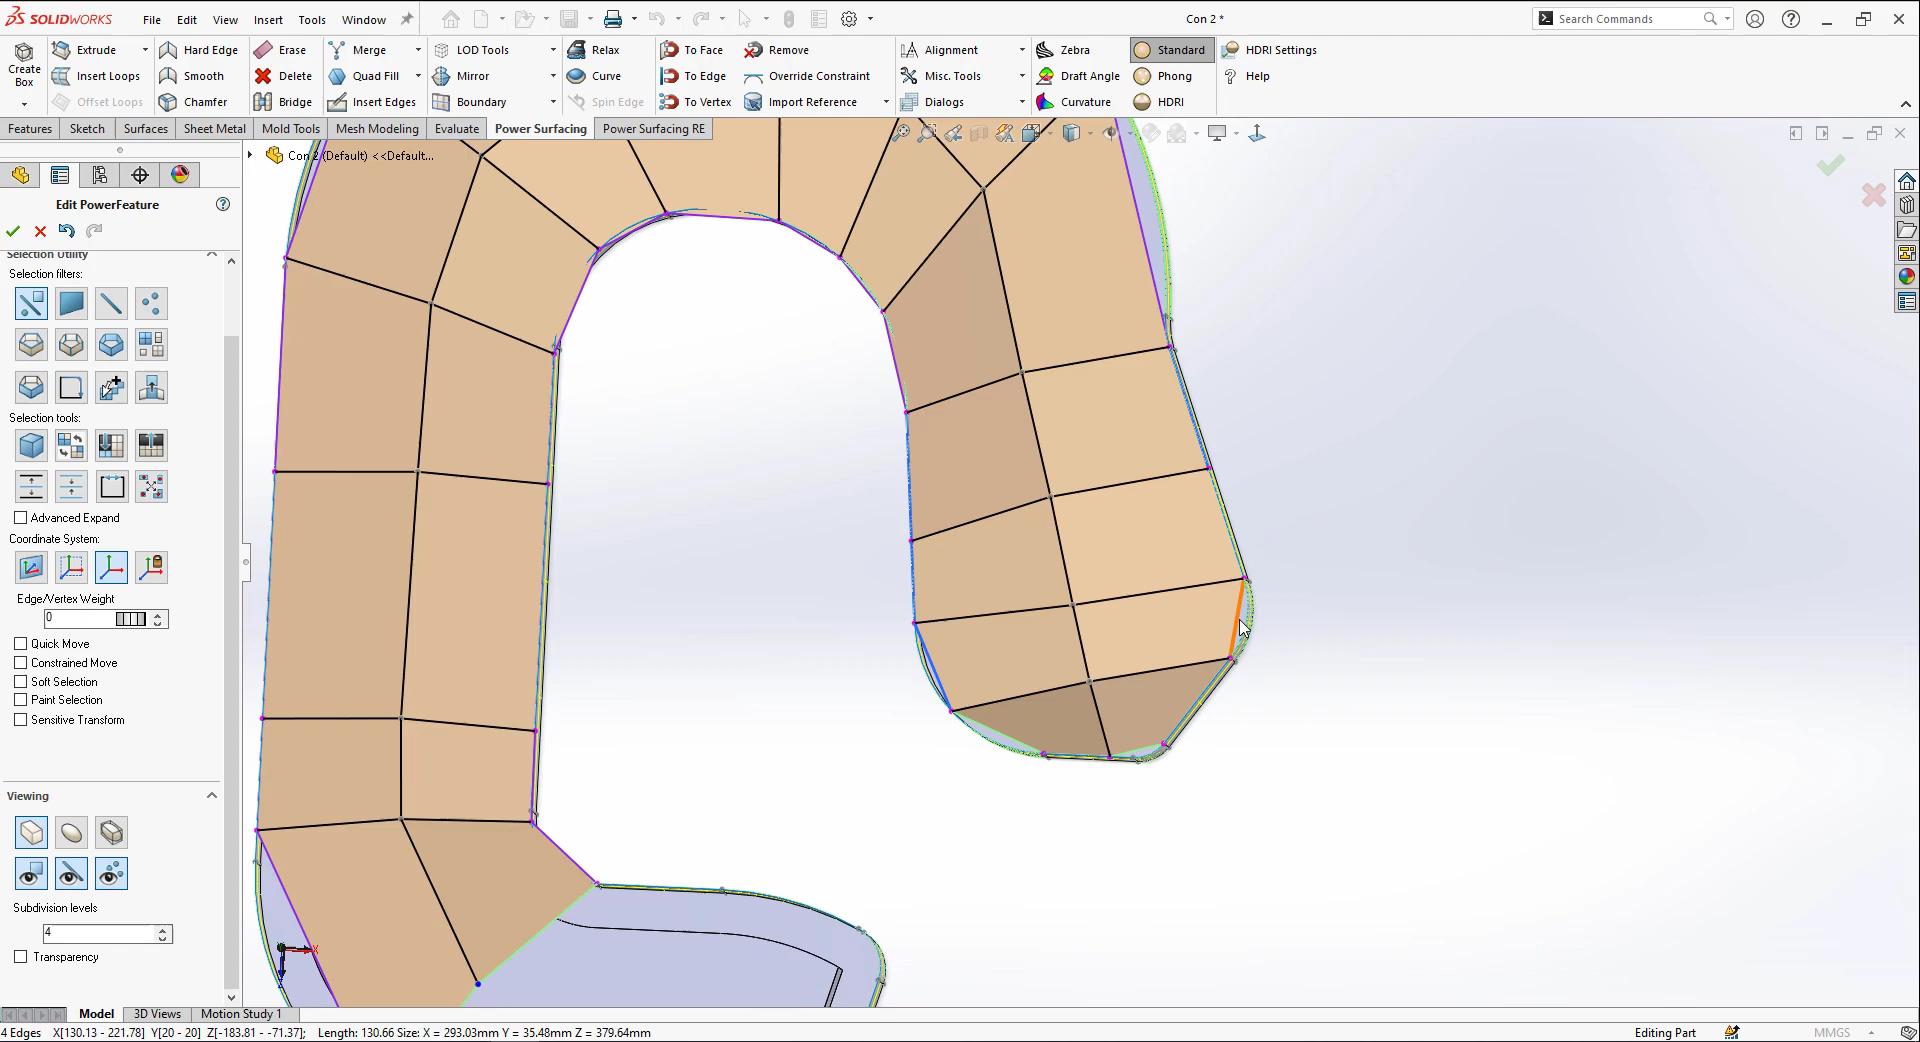 SOLIDWORKS File Edit View Insert Tools Window Con 2 * Search Commands
Create Box
Extrude Hard Edge Erase Merge LOD Tools Relax To Face Remove Alignment Zebra Standard HDRI Settings
Insert Loops Smooth Delete Quad Fill Mirror Curve To Edge Override Constraint Misc. Tools Draft Angle Phong Help
Offset Loops Chamfer Bridge Insert Edges Boundary Spin Edge To Vertex Import Reference Dialogs Curvature HDRI
Features Sketch Surfaces Sheet Metal Mold Tools Mesh Modeling Evaluate Power Surfacing Power Surfacing RE
Con 2 (Default) <<Default...
Edit PowerFeature
Selection Utility
Selection filters:
Selection tools:
Advanced Expand
Coordinate System:
Edge/Vertex Weight
0
Quick Move
Constrained Move
Soft Selection
Paint Selection
Sensitive Transform
Viewing
Subdivision levels
4
Transparency
X
Model 3D Views Motion Study 1
4 Edges X[130.13 - 221.78] Y[20 - 20] Z[-183.81 - -71.37]; Length: 130.66 Size: X = 293.03mm Y = 35.48mm Z = 379.64mm Editing Part MMGS